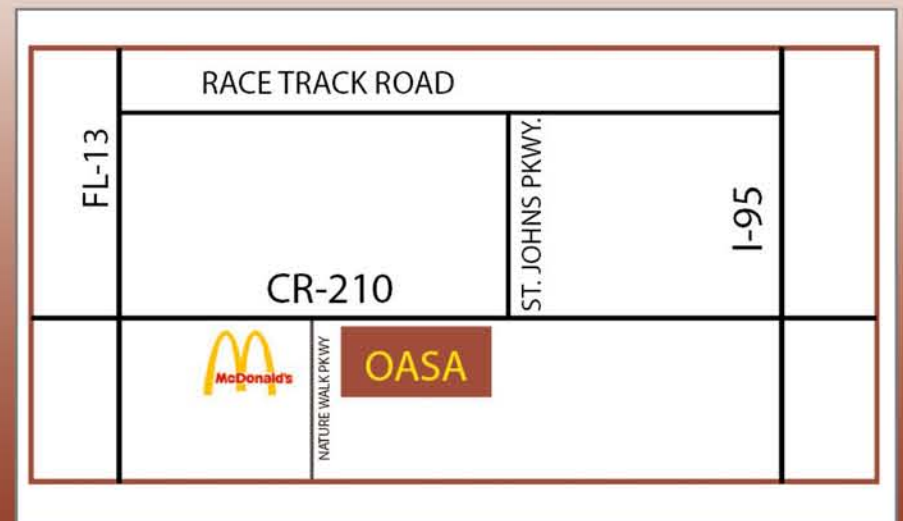 RACE TRACK ROAD
FL-13
ST. JOHNS PKWY.
I-95
CR-210
McDonald's
NATURE WALK PKWY
OASA